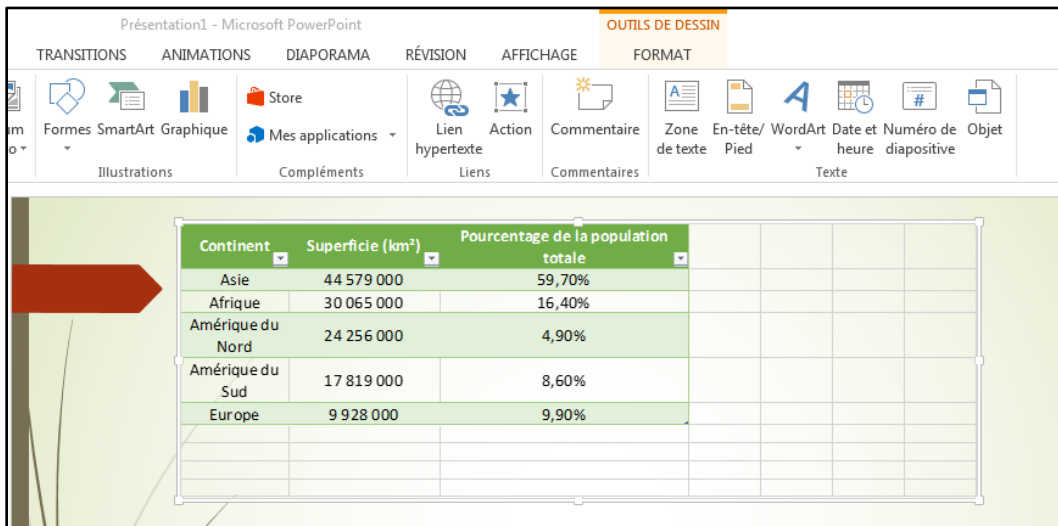 Présentation1 - Microsoft PowerPoint
OUTILS DE DESSIN
TRANSITIONS ANIMATIONS DIAPORAMA RÉVISION AFFICHAGE FORMAT
Formes SmartArt Graphique
Store
Mes applications
Lien hypertexte
Action
Commentaire
Zone de texte
En-tête/ Pied
WordArt
Date et heure
Numéro de diapositive
#
Objet
Illustrations Compléments Liens Commentaires Texte
Continent Superficie (km²) Pourcentage de la population totale
Asie 44 579 000 59,70%
Afrique 30 065 000 16,40%
Amérique du Nord 24 256 000 4,90%
Amérique du Sud 17 819 000 8,60%
Europe 9 928 000 9,90%